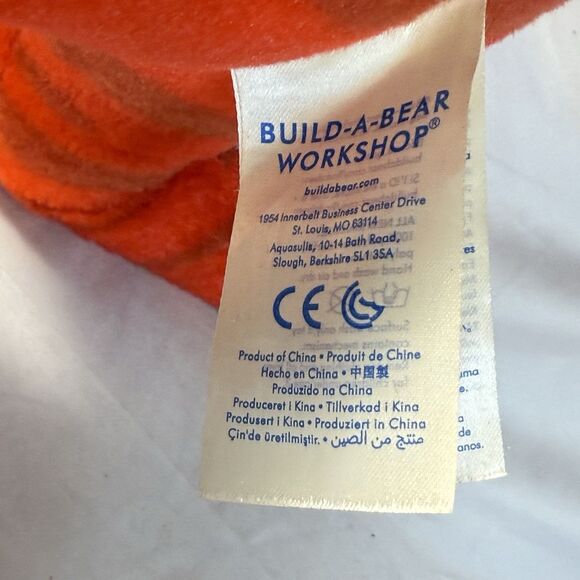 BUILD-A-BEAR
WORKSHOP®
buildabear.com
1954 Innerbelt Business Center Drive
St. Louis, MO 63114
Aquasulis, 10-14 Bath Road,
Slough, Berkshire SL1 3SA
CE
Product of China • Produit de Chine
Hecho en China • 中国製
Produzido na China
Produceret i Kina • Tillverkad i Kina
Produsert i Kina • Produziert in China
Çin'de üretilmiştir. • منتج من الصين